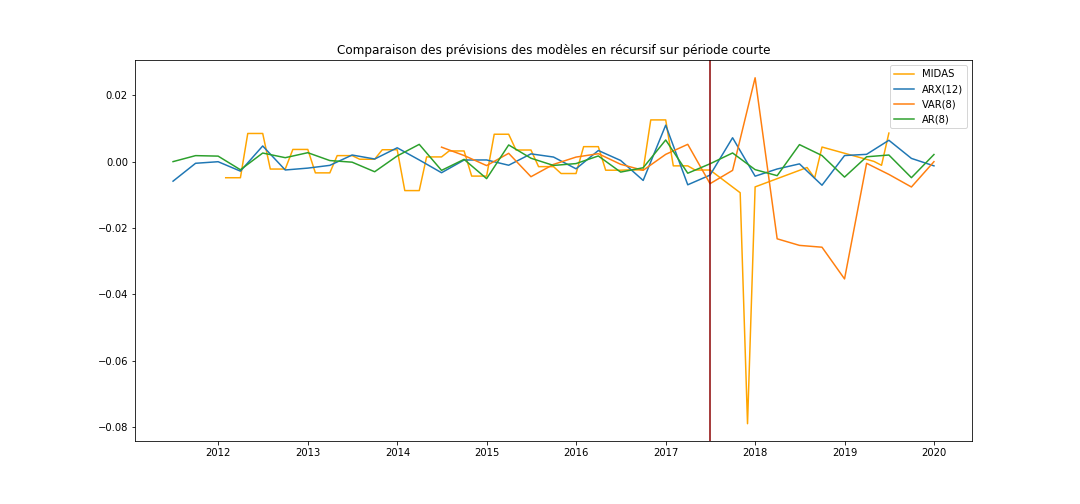 Comparaison des prévisions des modèles en récursif sur période courte
MIDAS
ARX(12)
VAR(8)
AR(8)
0.02
0.00
−0.02
−0.04
−0.06
−0.08
2012 2013 2014 2015 2016 2017 2018 2019 2020